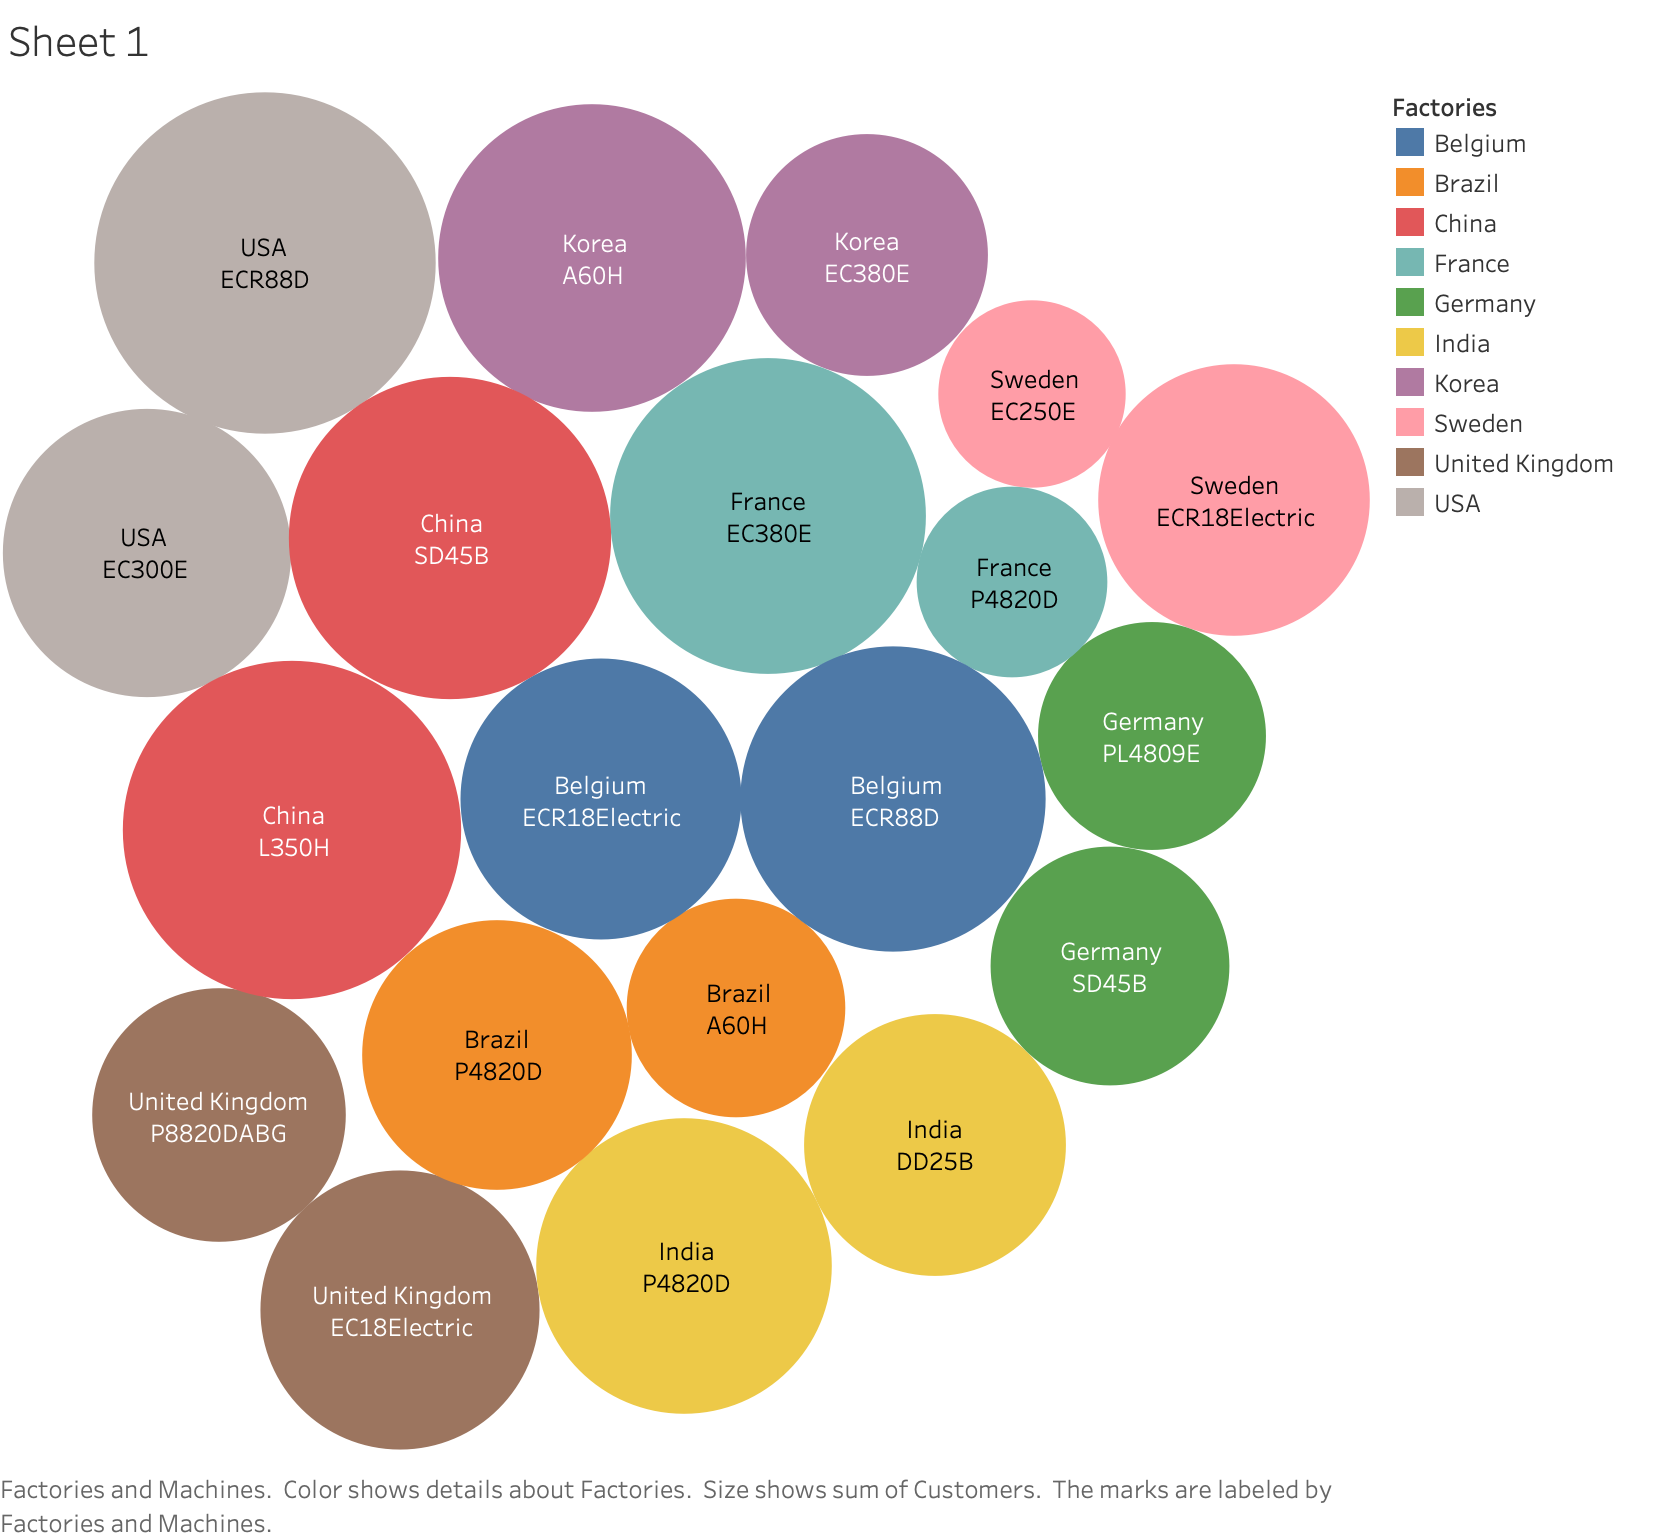 Sheet 1
USA
ECR88D
Korea
A60H
Korea
EC380E
Sweden
EC250E
Sweden
ECR18Electric
USA
EC300E
China
SD45B
France
EC380E
France
P4820D
Germany
PL4809E
China
L350H
Belgium
ECR18Electric
Belgium
ECR88D
Germany
SD45B
Brazil
P4820D
Brazil
A60H
United Kingdom
P8820DABG
India
DD25B
United Kingdom
EC18Electric
India
P4820D
Factories
Belgium
Brazil
China
France
Germany
India
Korea
Sweden
United Kingdom
USA
Factories and Machines.  Color shows details about Factories.  Size shows sum of Customers.  The marks are labeled by
Factories and Machines.